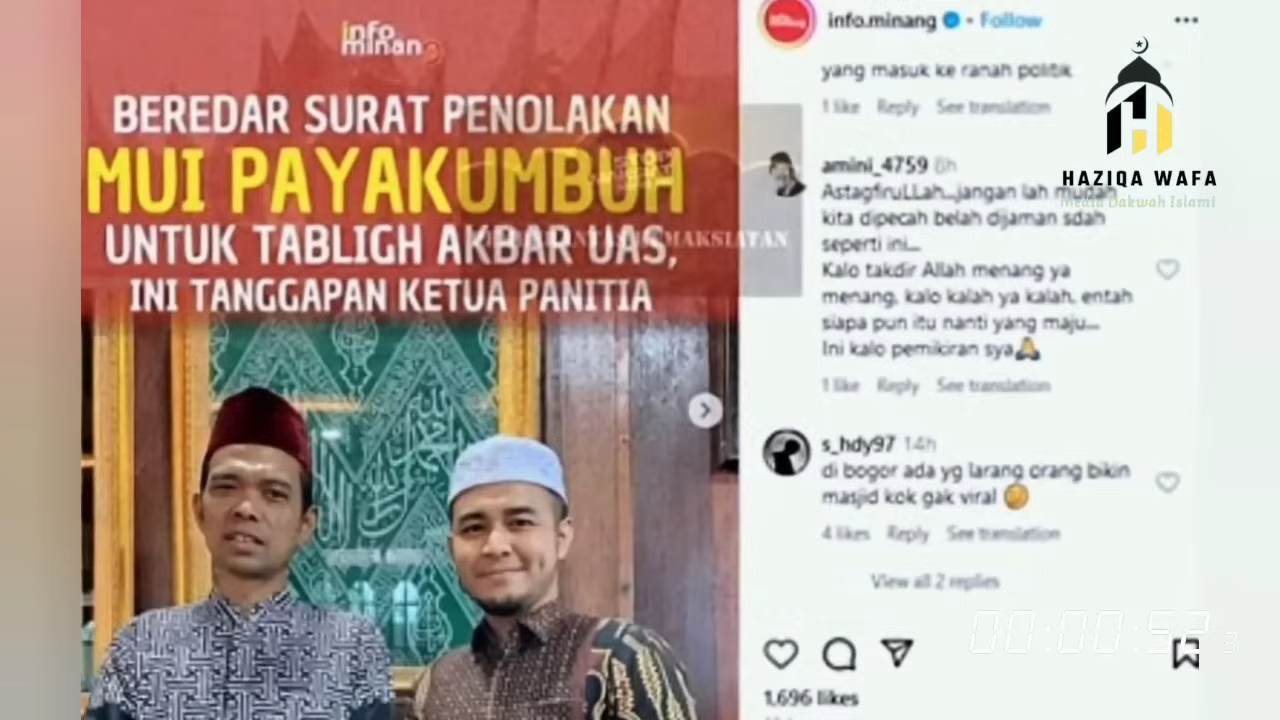 info
minang
BEREDAR SURAT PENOLAKAN
MUI PAYAKUMBUH
UNTUK TABLIGH AKBAR UAS,
INI TANGGAPAN KETUA PANITIA
info.minang • Follow
yang masuk ke ranah politik
1 like Reply See translation
amini_4759 6h
AstagfiruLLah...jangan lah mudah
kita dipecah belah dijaman sdah
seperti ini...
Kalo takdir Allah menang ya
menang, kalo kalah ya kalah, entah
siapa pun itu nanti yang maju...
Ini kalo pemikiran sya🙏
1 like Reply See translation
s_hdy97 14h
di bogor ada yg larang orang bikin
masjid kok gak viral
4 likes Reply See translation
View all 2 replies
1,696 likes
HAZIQA WAFA
Media Dakwah Islami
MAKSIATAN
00:00:52